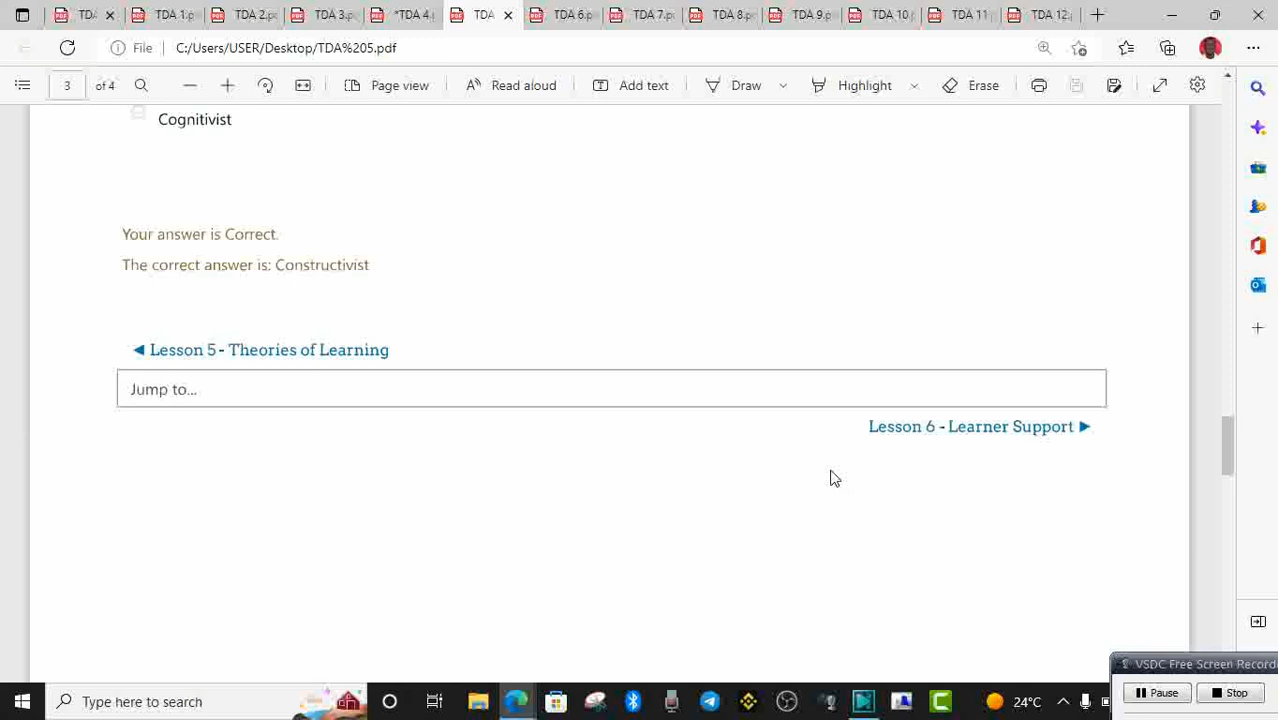 TDA
TDA 1.p
TDA 2.p
TDA 3.p
*TDA 4.
TDA
TDA 6.p
TDA 7.p
TDA 8.p
TDA 9.p
TDA 10
TDA 11
TDA 12.
File
C:/Users/USER/Desktop/TDA%205.pdf
3 of 4
Page view
Read aloud
Add text
Draw
Highlight
Erase
Cognitivist
Your answer is Correct.
The correct answer is: Constructivist
◄ Lesson 5 - Theories of Learning
Jump to...
Lesson 6 - Learner Support ►
VSDC Free Screen Recorde
Pause
Stop
Type here to search
24°C